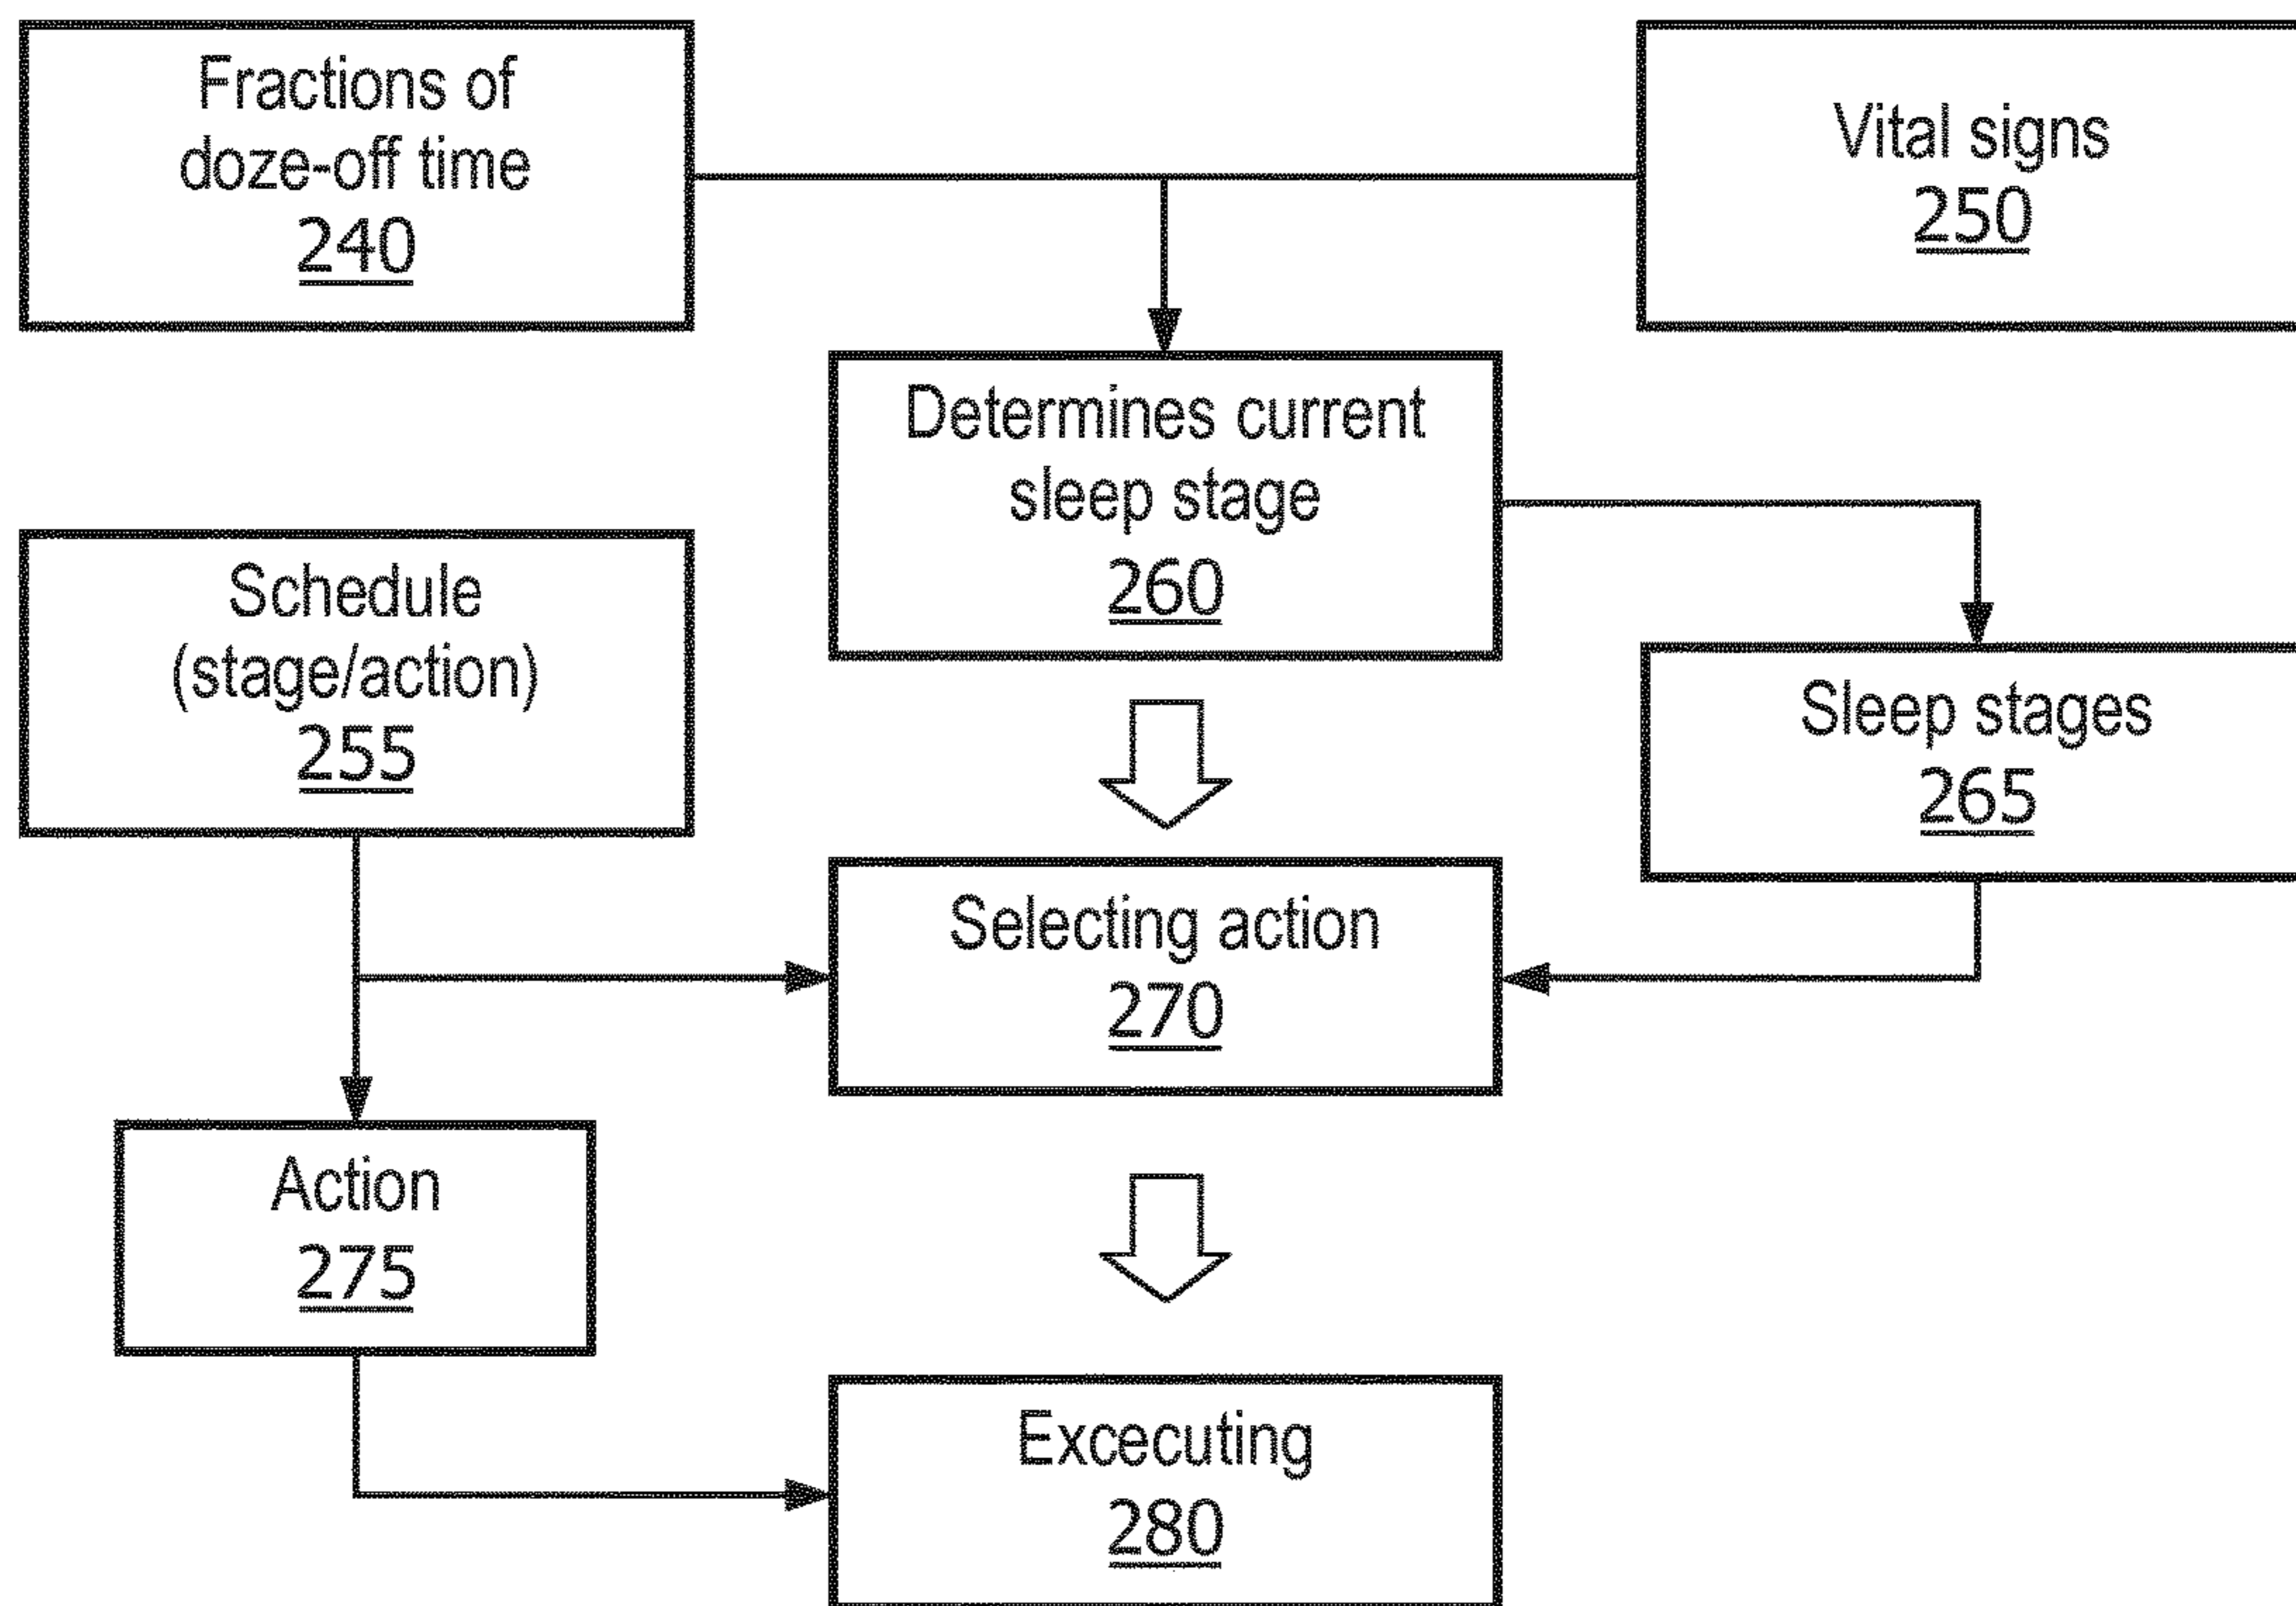 Fractions of
doze-off time
240
Vital signs
250
Determines current
sleep stage
260
Schedule
(stage/action)
255
Sleep stages
265
Selecting action
270
Action
275
Excecuting
280